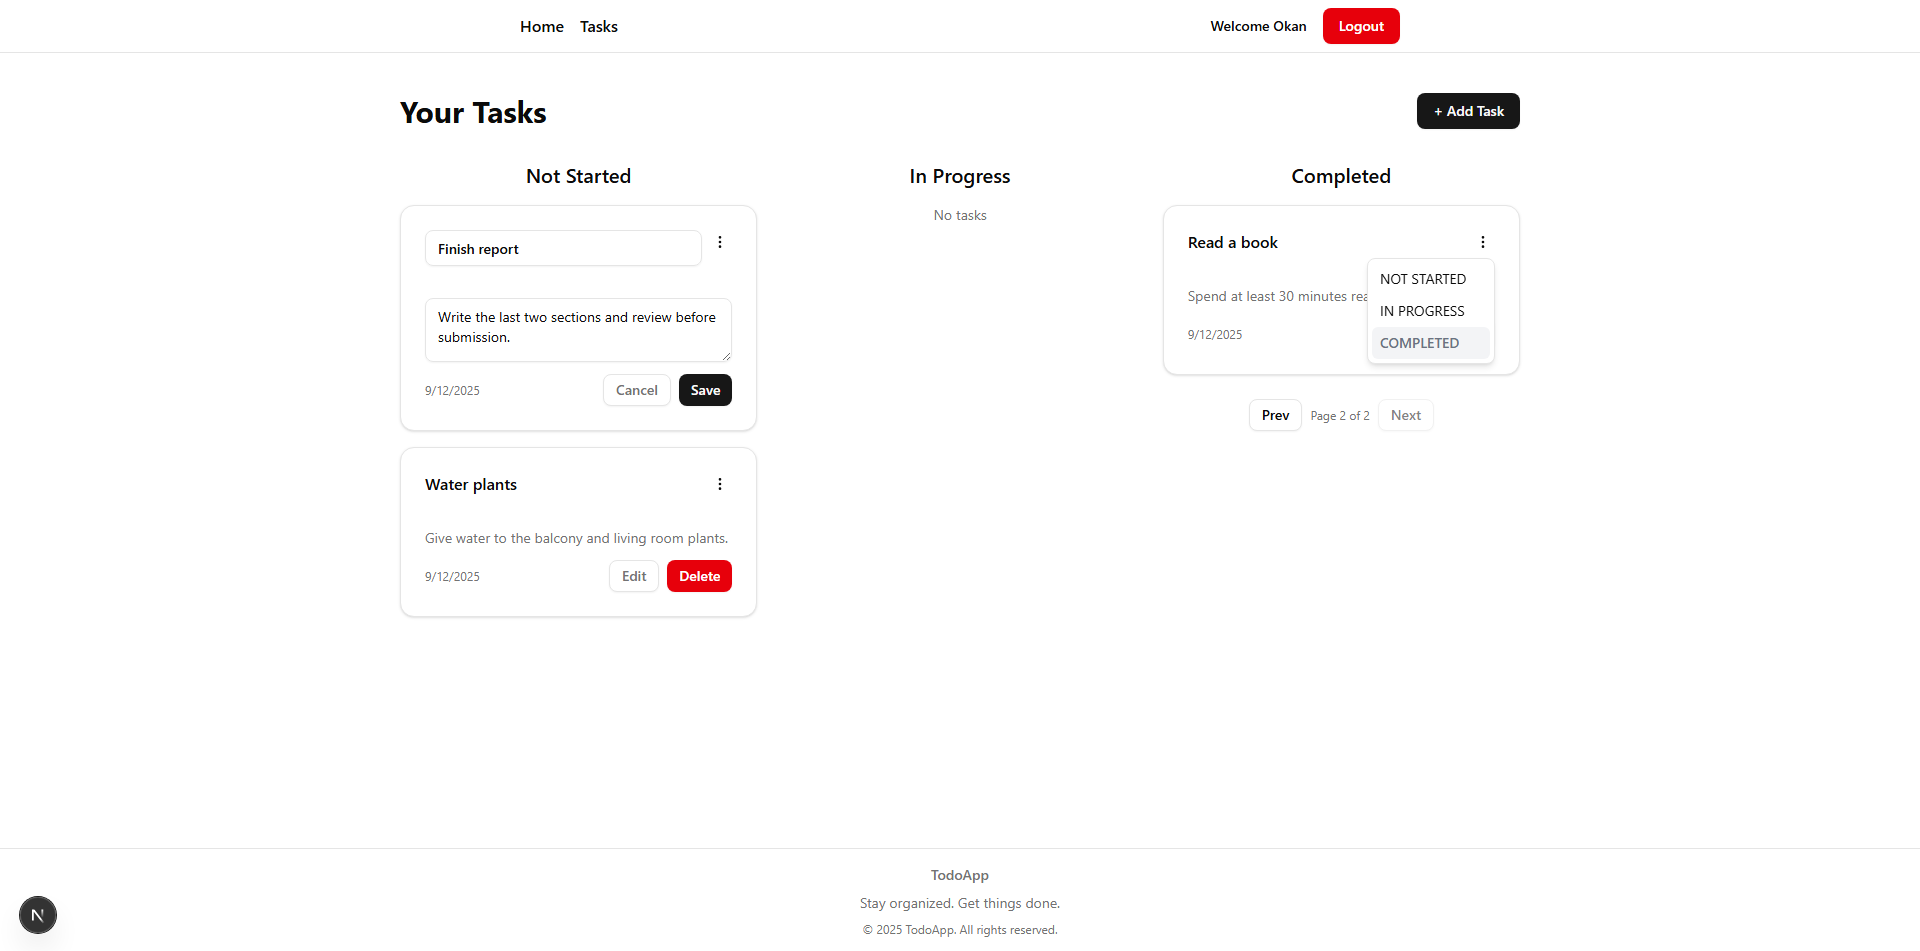 Home Tasks Welcome Okan Logout
Your Tasks + Add Task
Not Started
Finish report
Write the last two sections and review before
submission.
9/12/2025 Cancel Save
Water plants
Give water to the balcony and living room plants.
9/12/2025 Edit Delete
In Progress
No tasks
Completed
Read a book
Spend at least 30 minutes
9/12/2025
NOT STARTED
IN PROGRESS
COMPLETED
Prev Page 2 of 2 Next
TodoApp
Stay organized. Get things done.
© 2025 TodoApp. All rights reserved.
N